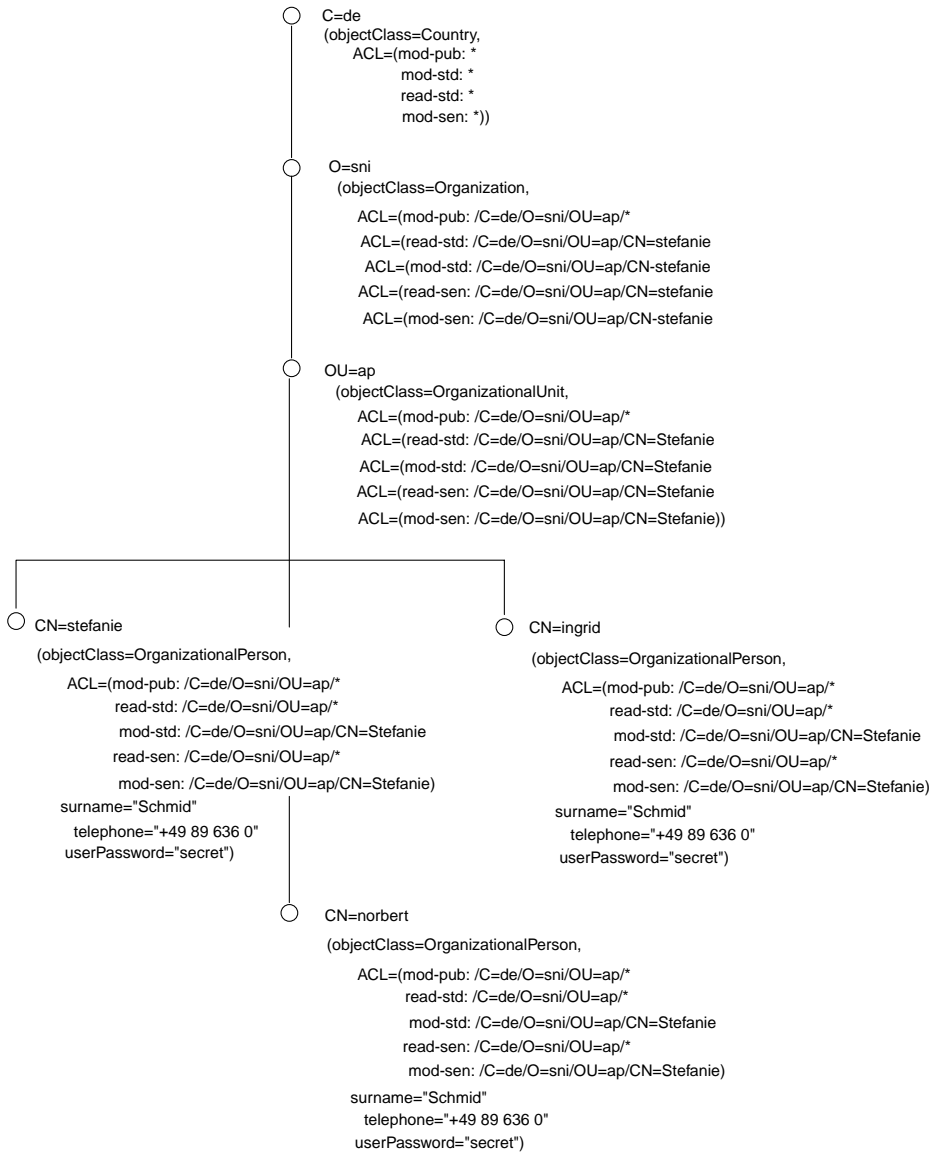 C=de
(objectClass=Country,
ACL=(mod-pub: *
mod-std: *
read-std: *
mod-sen: *))
O=sni
(objectClass=Organization,
ACL=(mod-pub: /C=de/O=sni/OU=ap/*
ACL=(read-std: /C=de/O=sni/OU=ap/CN=stefanie
ACL=(mod-std: /C=de/O=sni/OU=ap/CN-stefanie
ACL=(read-sen: /C=de/O=sni/OU=ap/CN=stefanie
ACL=(mod-sen: /C=de/O=sni/OU=ap/CN-stefanie
OU=ap
(objectClass=OrganizationalUnit,
ACL=(mod-pub: /C=de/O=sni/OU=ap/*
ACL=(read-std: /C=de/O=sni/OU=ap/CN=Stefanie
ACL=(mod-std: /C=de/O=sni/OU=ap/CN=Stefanie
ACL=(read-sen: /C=de/O=sni/OU=ap/CN=Stefanie
ACL=(mod-sen: /C=de/O=sni/OU=ap/CN=Stefanie))
CN=stefanie
(objectClass=OrganizationalPerson,
ACL=(mod-pub: /C=de/O=sni/OU=ap/*
read-std: /C=de/O=sni/OU=ap/*
mod-std: /C=de/O=sni/OU=ap/CN=Stefanie
read-sen: /C=de/O=sni/OU=ap/*
mod-sen: /C=de/O=sni/OU=ap/CN=Stefanie)
surname="Schmid"
telephone="+49 89 636 0"
userPassword="secret")
CN=ingrid
(objectClass=OrganizationalPerson,
ACL=(mod-pub: /C=de/O=sni/OU=ap/*
read-std: /C=de/O=sni/OU=ap/*
mod-std: /C=de/O=sni/OU=ap/CN=Stefanie
read-sen: /C=de/O=sni/OU=ap/*
mod-sen: /C=de/O=sni/OU=ap/CN=Stefanie)
surname="Schmid"
telephone="+49 89 636 0"
userPassword="secret")
CN=norbert
(objectClass=OrganizationalPerson,
ACL=(mod-pub: /C=de/O=sni/OU=ap/*
read-std: /C=de/O=sni/OU=ap/*
mod-std: /C=de/O=sni/OU=ap/CN=Stefanie
read-sen: /C=de/O=sni/OU=ap/*
mod-sen: /C=de/O=sni/OU=ap/CN=Stefanie)
surname="Schmid"
telephone="+49 89 636 0"
userPassword="secret")